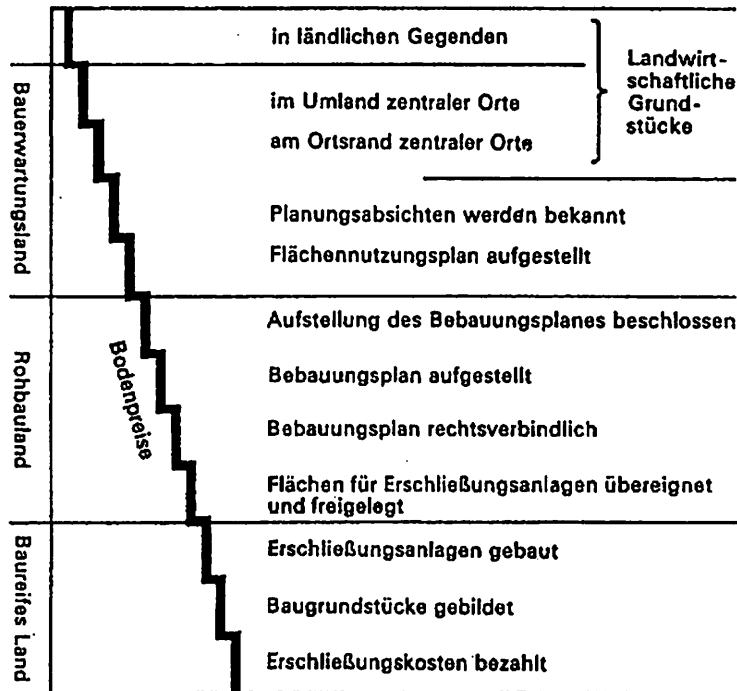 in ländlichen Gegenden
Landwirt-
schaftliche
Grund-
stücke
Bauerwartungsland
im Umland zentraler Orte
am Ortsrand zentraler Orte
Planungsabsichten werden bekannt
Flächennutzungsplan aufgestellt
Rohbauland
Bodenpreise
Aufstellung des Bebauungsplanes beschlossen
Bebauungsplan aufgestellt
Bebauungsplan rechtsverbindlich
Flächen für Erschließungsanlagen übereignet
und freigelegt
Baureifes Land
Erschließungsanlagen gebaut
Baugrundstücke gebildet
Erschließungskosten bezahlt